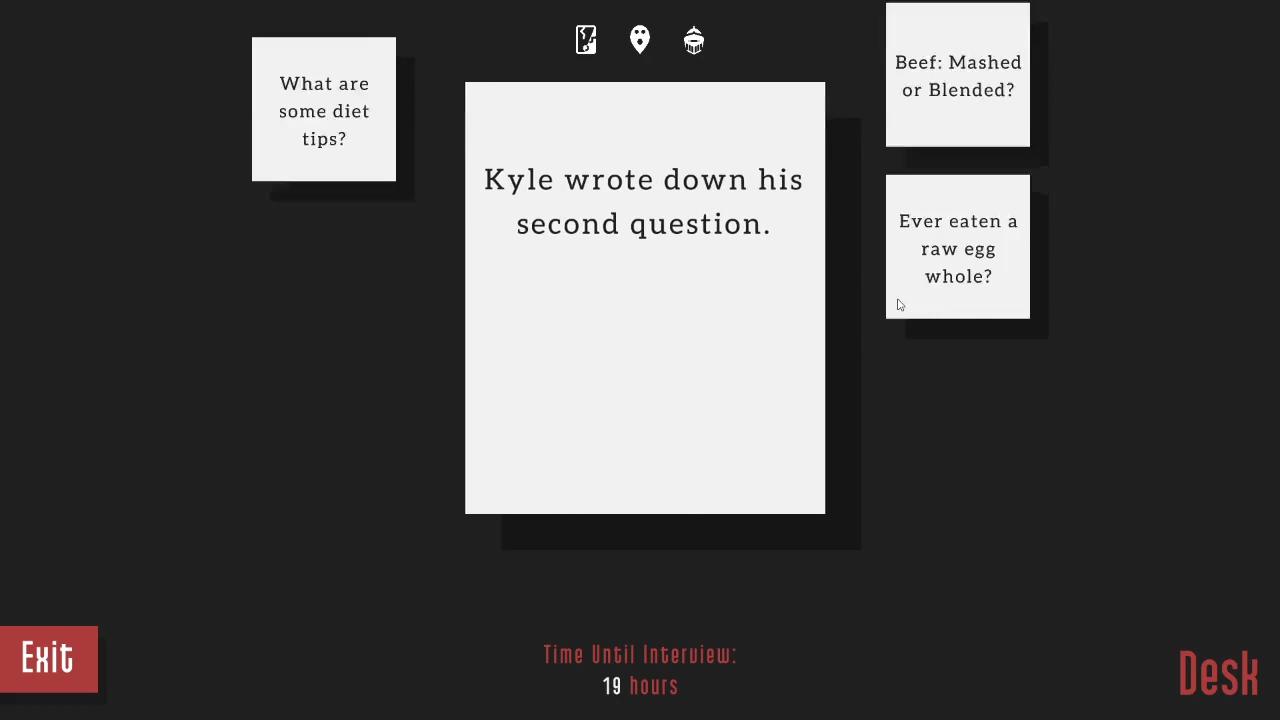 What are
some diet
tips?
Kyle wrote down his
second question.
Beef: Mashed
or Blended?
Ever eaten a
raw egg
whole?
Exit
Time Until Interview:
19 hours
Desk